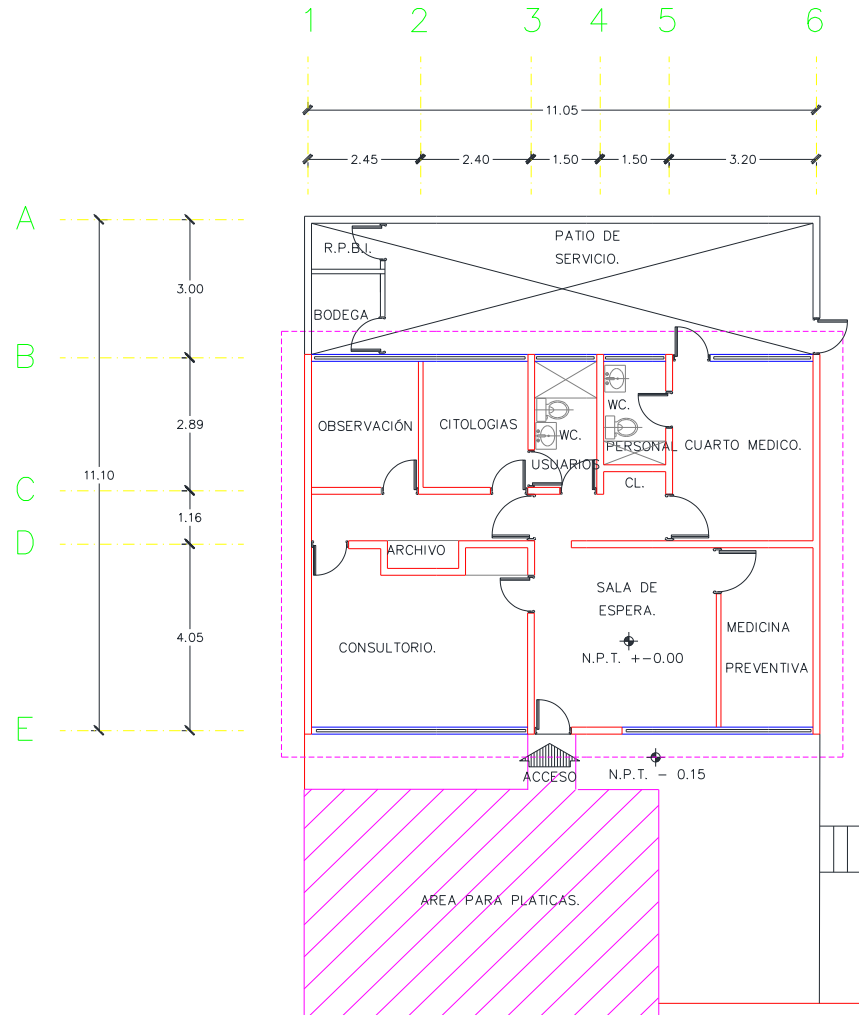 1 2 3 4 5 6
11.05
2.45 2.40 1.50 1.50 3.20
A
PATIO DE
SERVICIO.
R.P.B.I.
3.00
BODEGA
B
OBSERVACIÓN
CITOLOGIAS
2.89
WC.
USUARIOS
WC.
PERSONAL
CUARTO MEDICO.
11.10
C
CL.
1.16
D
ARCHIVO
SALA DE
ESPERA.
4.05
CONSULTORIO.
N.P.T. +-0.00
MEDICINA
PREVENTIVA
E
ACCESO
N.P.T. - 0.15
AREA PARA PLATICAS.